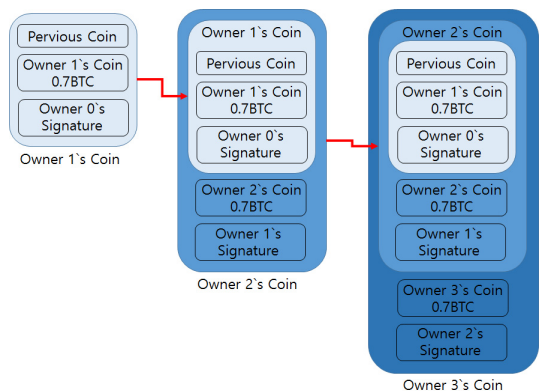 Pervious Coin
Owner 1`s Coin
0.7BTC
Owner 0`s
Signature
Owner 1`s Coin
Owner 1`s Coin
Pervious Coin
Owner 1`s Coin
0.7BTC
Owner 0`s
Signature
Owner 2`s Coin
0.7BTC
Owner 1`s
Signature
Owner 2`s Coin
Owner 2`s Coin
Pervious Coin
Owner 1`s Coin
0.7BTC
Owner 0`s
Signature
Owner 2`s Coin
0.7BTC
Owner 1`s
Signature
Owner 3`s Coin
0.7BTC
Owner 2`s
Signature
Owner 3`s Coin